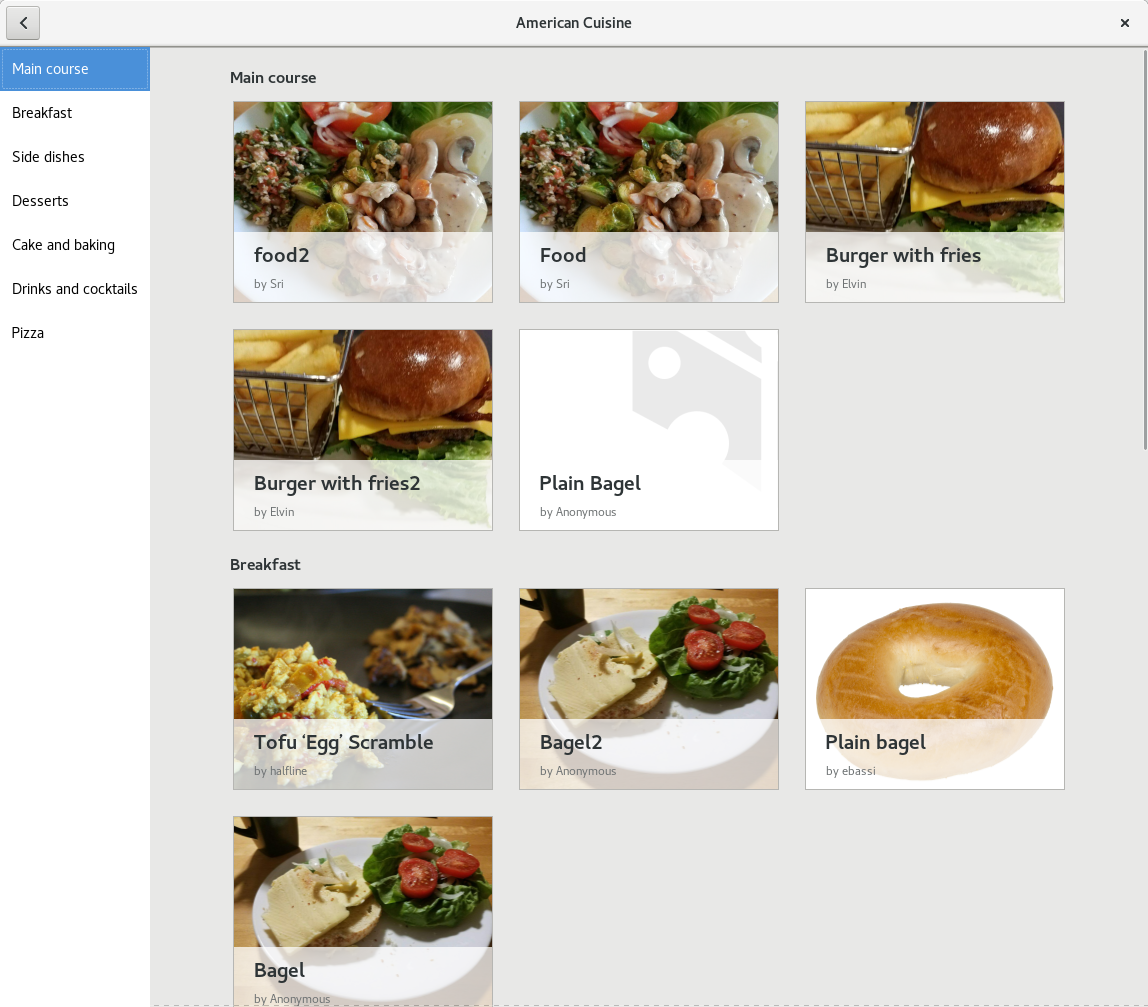 American Cuisine
Main course
Breakfast
Side dishes
Desserts
Cake and baking
Drinks and cocktails
Pizza
Main course
food2
by Sri
Food
by Sri
Burger with fries
by Elvin
Burger with fries2
by Elvin
Plain Bagel
by Anonymous
Breakfast
Tofu ‘Egg’ Scramble
by halfline
Bagel2
by Anonymous
Plain bagel
by ebassi
Bagel
by Anonymous